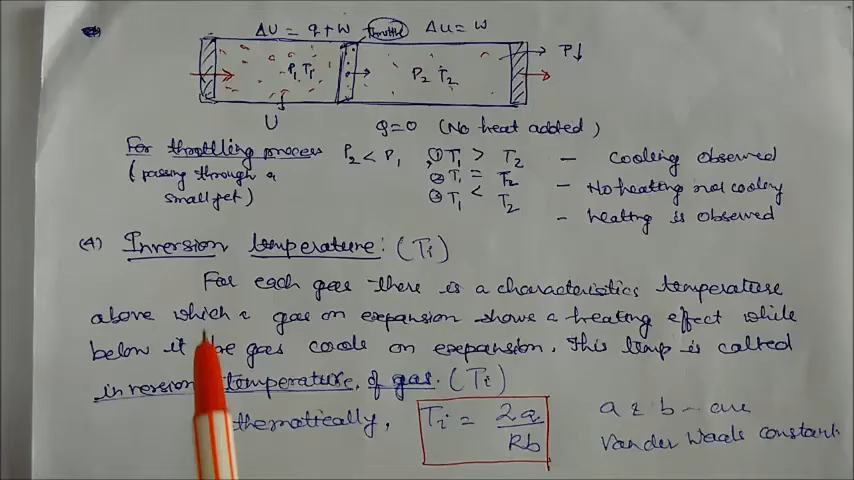 ΔU = q+W throttle ΔU = W
P₁ T₁ P₂ T₂ P↓
U Q=0 (No heat added)
For throttling process P₂ < P₁, ① T₁ > T₂ – Cooling observed
(passing through a ② T₁ = T₂ – No heating not cooling
small jet) ③ T₁ < T₂ – heating is observed
(4) Inversion temperature: (Ti)
For each gas there is a characteristics temperature
above which a gas on expansion shows a heating effect while
below it the gas cools on expansion. This temp is called
inversion temperature, of gas. (Ti)
thematically, Ti = 2a/Rb a & b – are
Vander Waals constant